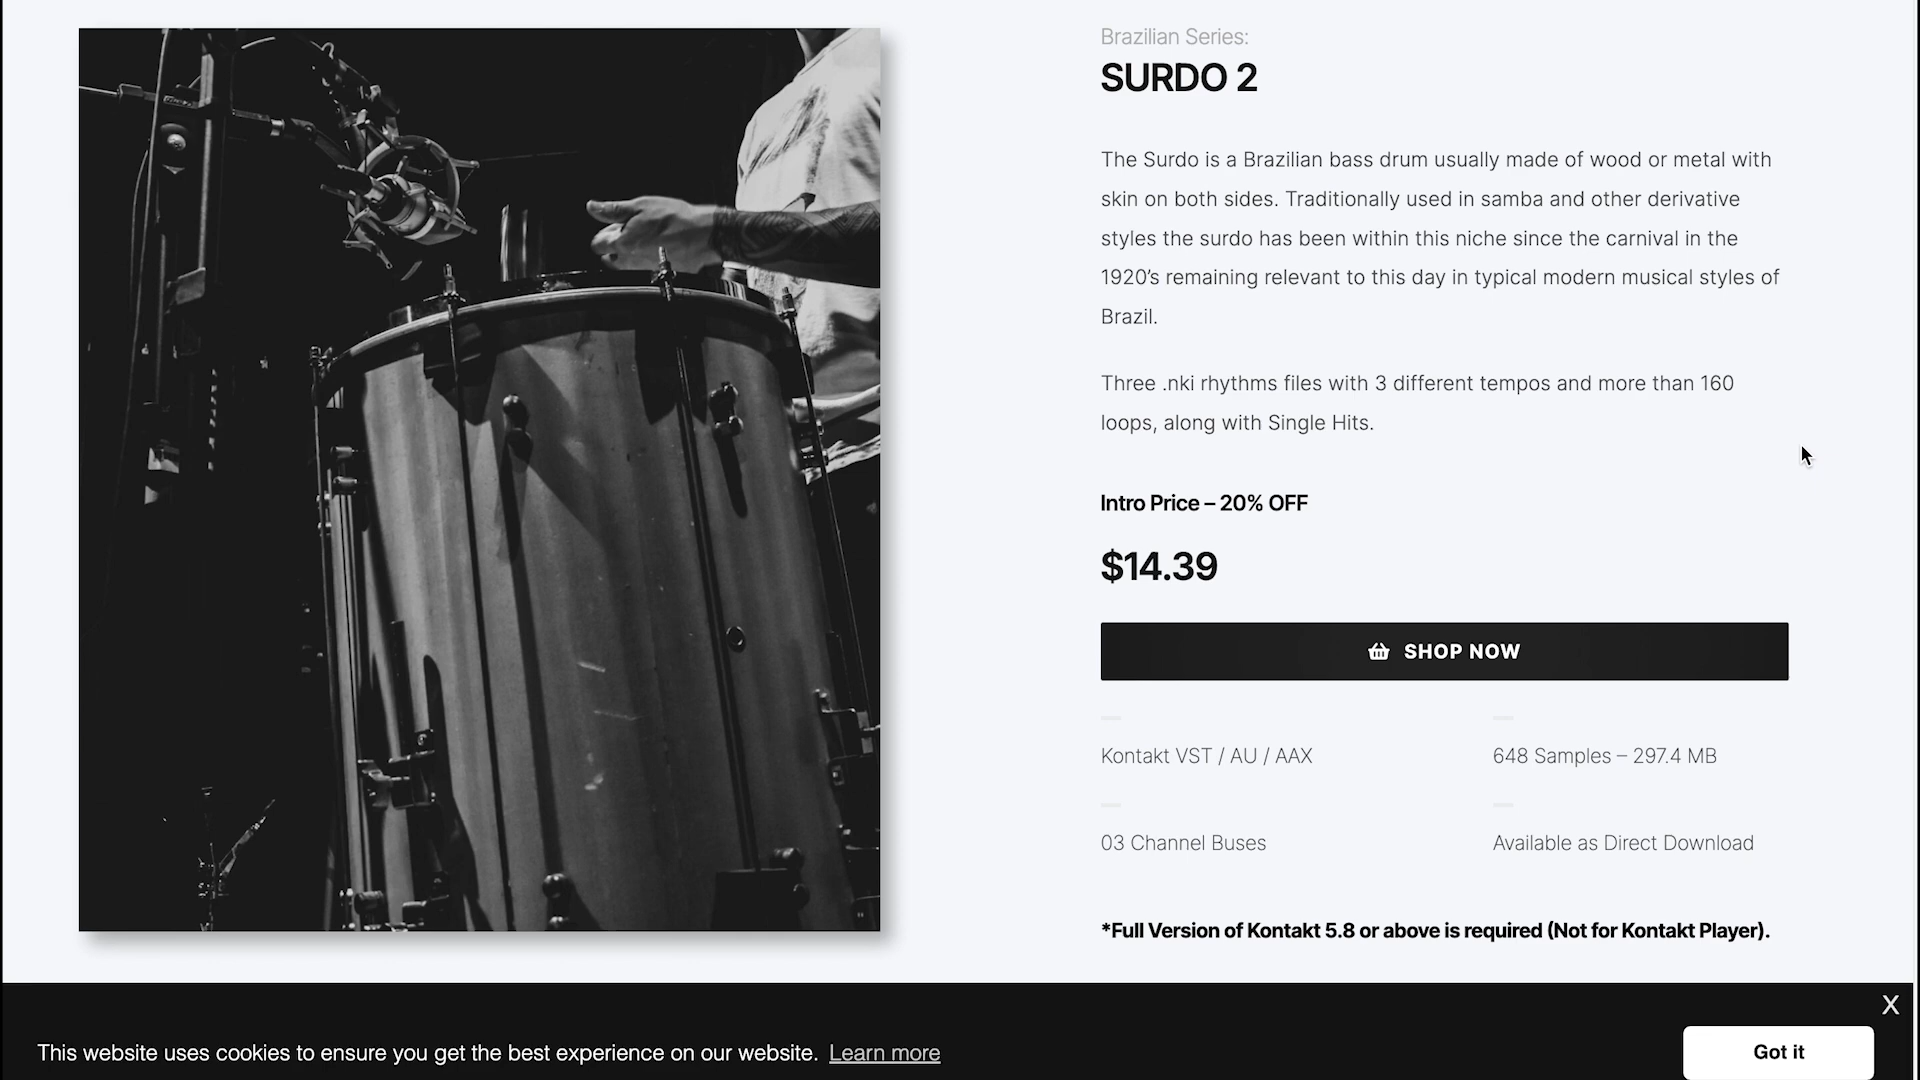 Brazilian Series:
SURDO 2
The Surdo is a Brazilian bass drum usually made of wood or metal with
skin on both sides. Traditionally used in samba and other derivative
styles the surdo has been within this niche since the carnival in the
1920’s remaining relevant to this day in typical modern musical styles of
Brazil.
Three .nki rhythms files with 3 different tempos and more than 160
loops, along with Single Hits.
Intro Price – 20% OFF
$14.39
SHOP NOW
Kontakt VST / AU / AAX
648 Samples – 297.4 MB
03 Channel Buses
Available as Direct Download
*Full Version of Kontakt 5.8 or above is required (Not for Kontakt Player).
X
This website uses cookies to ensure you get the best experience on our website. Learn more
Got it